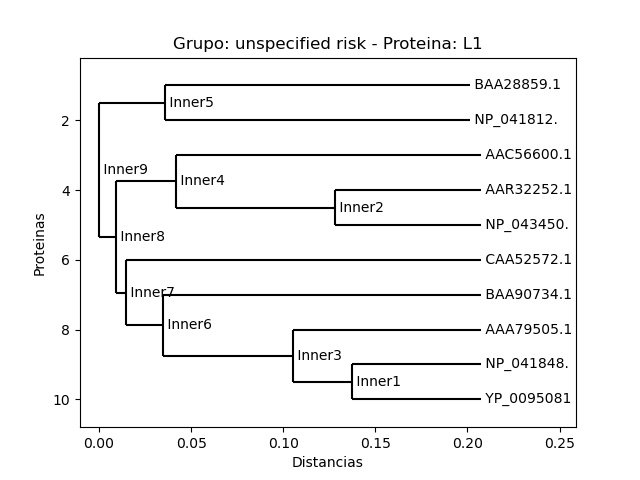 Grupo: unspecified risk - Proteina: L1
BAA28859.1
Inner5
2
NP_041812.
AAC56600.1
Inner9
Inner4
4
AAR32252.1
Inner2
NP_043450.
Inner8
6
CAA52572.1
Inner7
BAA90734.1
Inner6
8
AAA79505.1
Inner3
NP_041848.
Inner1
10
YP_0095081
Proteinas
0.00 0.05 0.10 0.15 0.20 0.25
Distancias